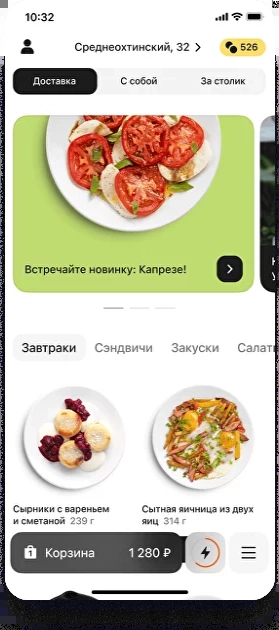 10:32
Среднеохтинский, 32
526
Доставка
С собой
За столик
Встречайте новинку: Капрезе!
Завтраки
Сэндвичи
Закуски
Сырники с вареньем
и сметаной 239 г
Сытная яичница из двух
яиц 314 г
1
Корзина
1 280 ₽